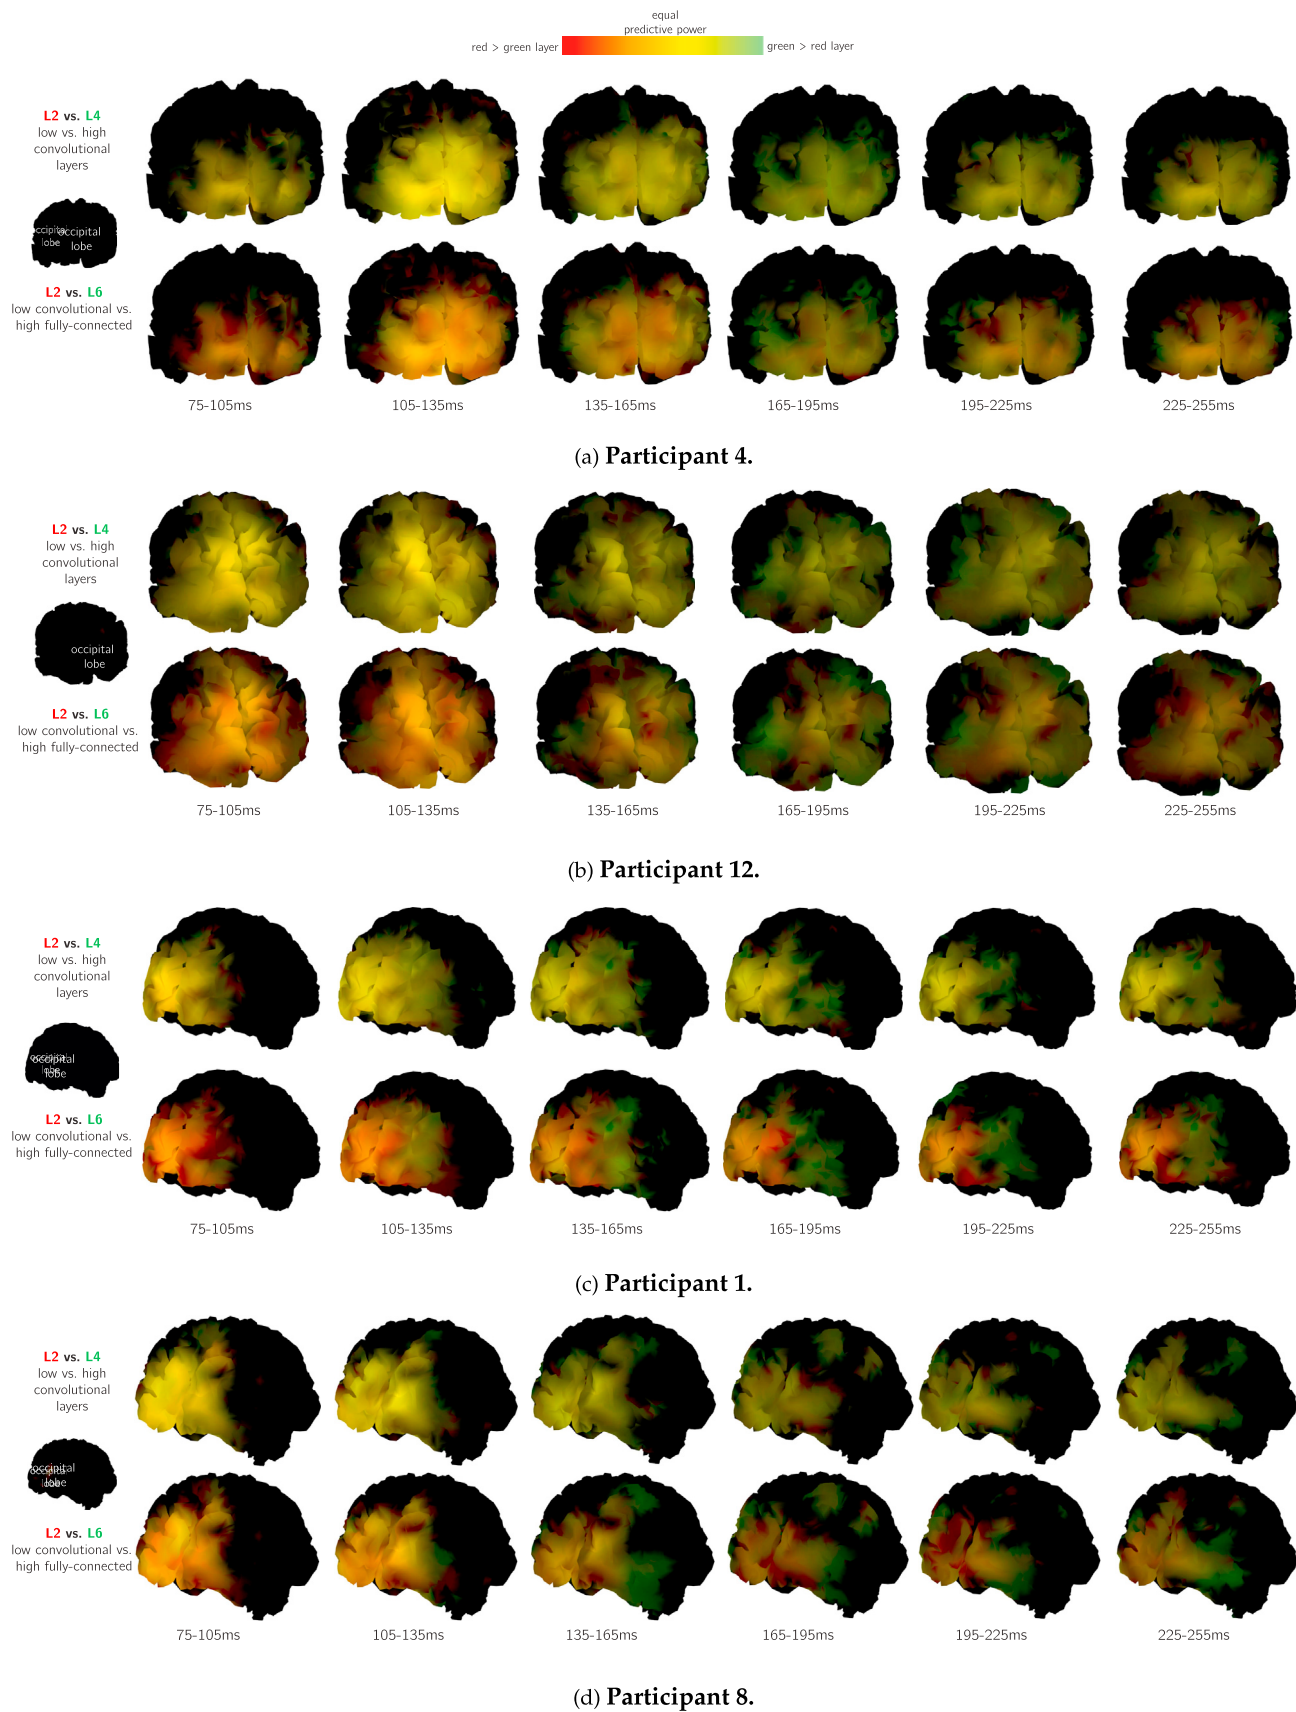 equal
predictive power
red > green layer
green > red layer
L2 vs. L4
low vs. high
convolutional
layers
occipital
lobe
occipital
lobe
L2 vs. L6
low convolutional vs.
high fully-connected
75-105ms
105-135ms
135-165ms
165-195ms
195-225ms
225-255ms
(a) Participant 4.
L2 vs. L4
low vs. high
convolutional
layers
occipital
lobe
L2 vs. L6
low convolutional vs.
high fully-connected
75-105ms
105-135ms
135-165ms
165-195ms
195-225ms
225-255ms
(b) Participant 12.
L2 vs. L4
low vs. high
convolutional
layers
occipital
occipital
lobe
lobe
L2 vs. L6
low convolutional vs.
high fully-connected
75-105ms
105-135ms
135-165ms
165-195ms
195-225ms
225-255ms
(c) Participant 1.
L2 vs. L4
low vs. high
convolutional
layers
occipital
occipital
lobe
lobe
L2 vs. L6
low convolutional vs.
high fully-connected
75-105ms
105-135ms
135-165ms
165-195ms
195-225ms
225-255ms
(d) Participant 8.